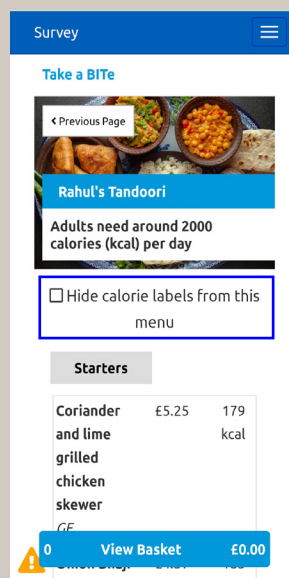 Survey
Take a BITe
Previous Page
Rahul's Tandoori
Adults need around 2000
calories (kcal) per day
Hide calorie labels from this
menu
Starters
Coriander £5.25 179
and lime kcal
grilled
chicken
skewer
GF
0 View Basket £0.00